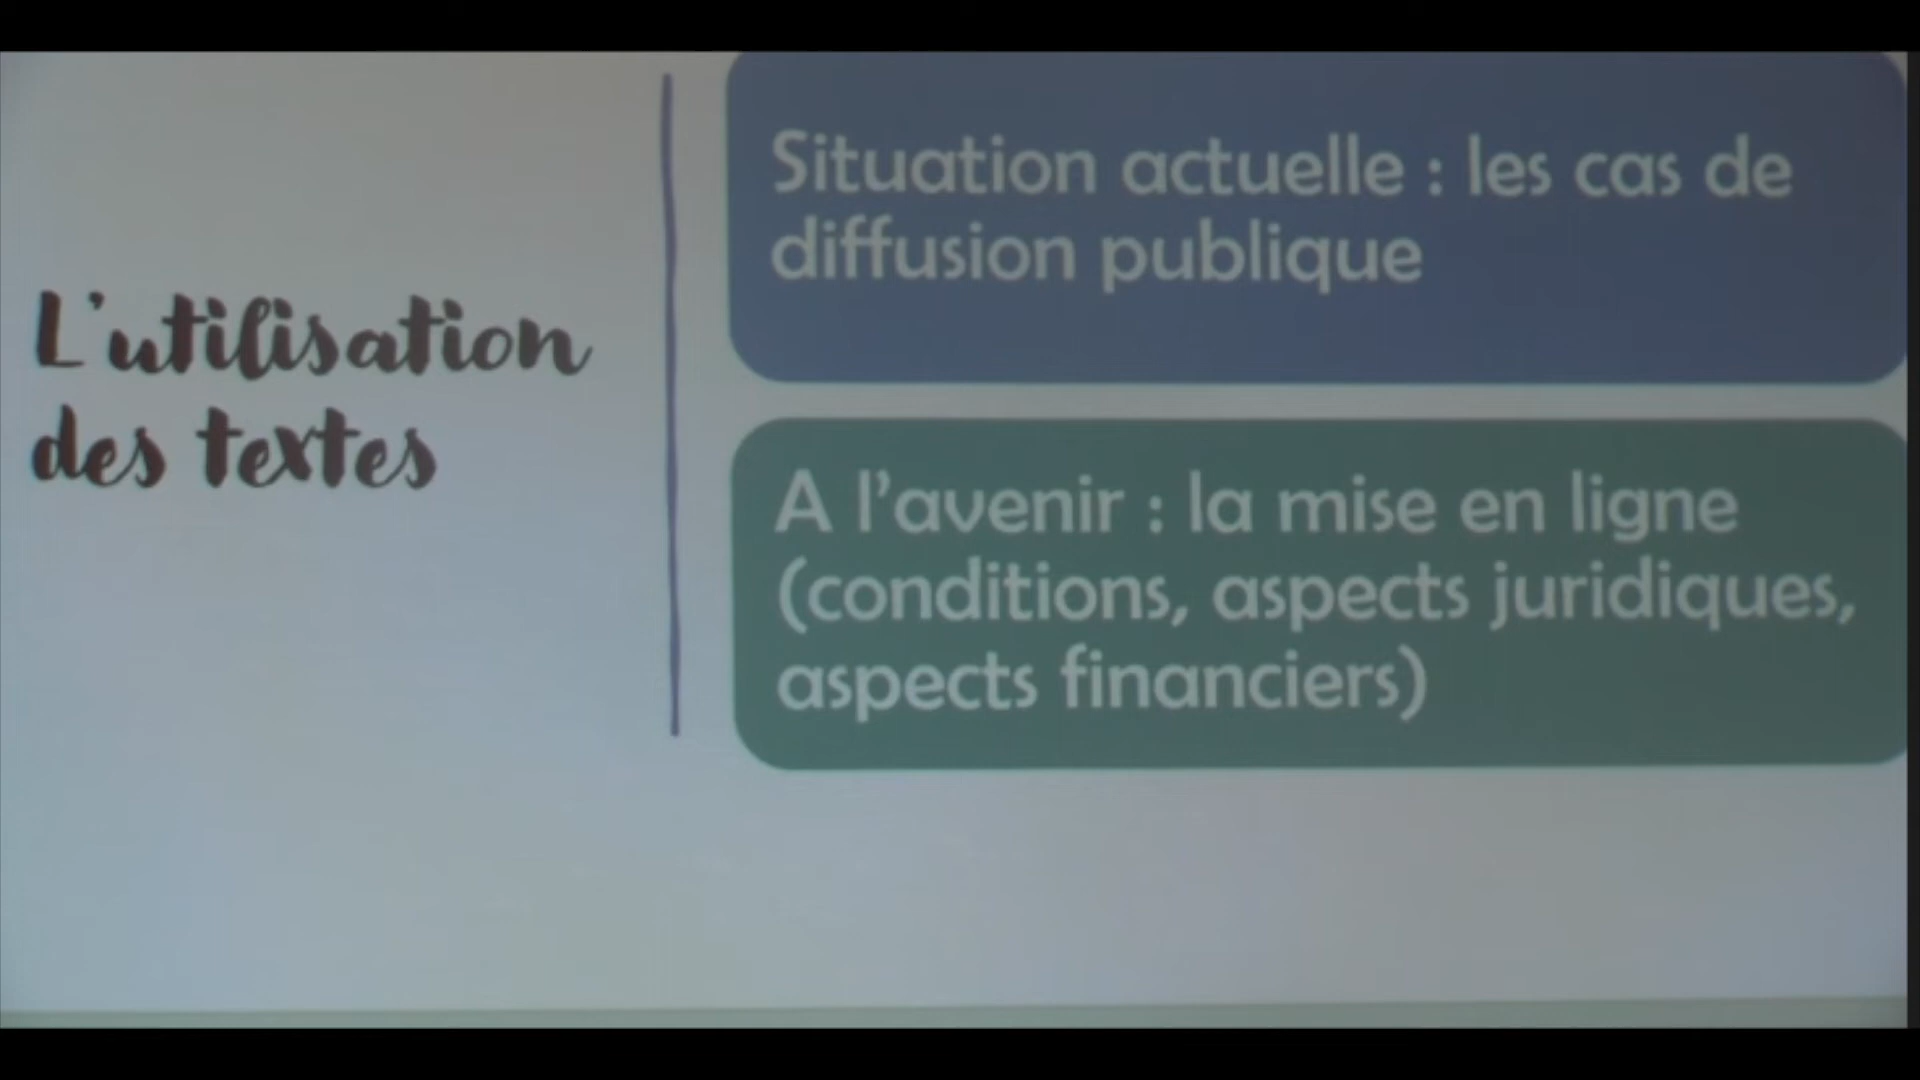 L'utilisation
des textes
Situation actuelle : les cas de
diffusion publique
A l'avenir : la mise en ligne
(conditions, aspects juridiques,
aspects financiers)